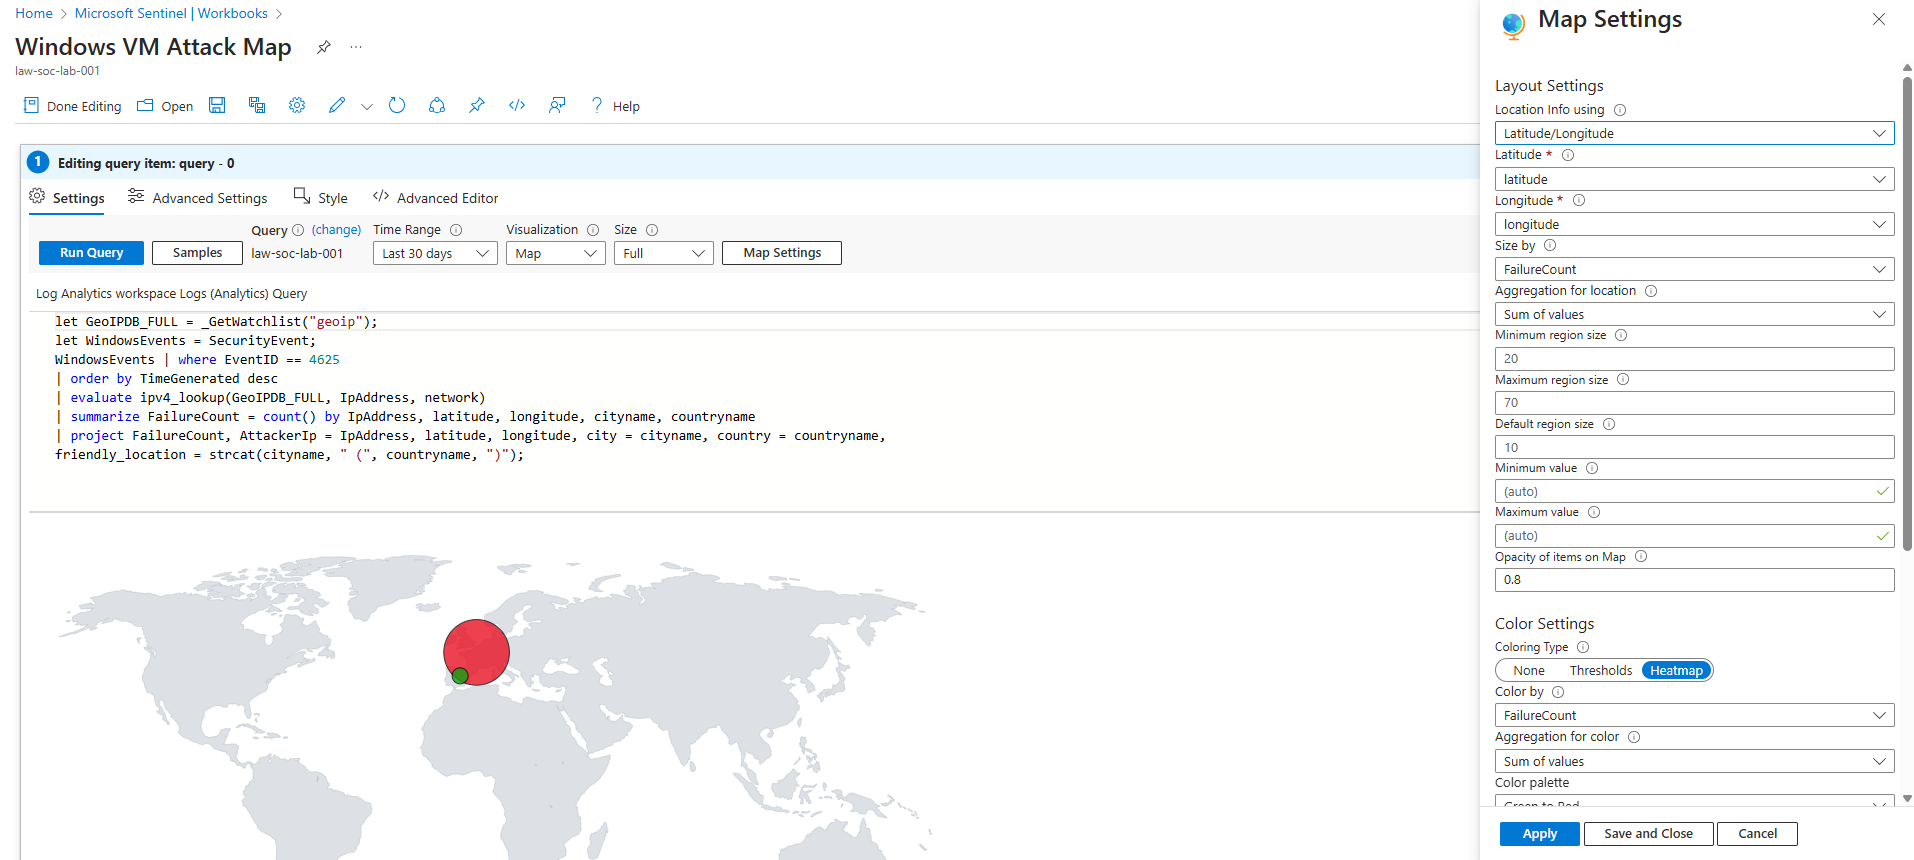 Home > Microsoft Sentinel | Workbooks >
Windows VM Attack Map ...
law-soc-lab-001
Done Editing Open ? Help
1 Editing query item: query - 0
Settings Advanced Settings Style </> Advanced Editor
Query (change) Time Range Visualization Size
Run Query Samples law-soc-lab-001 Last 30 days Map Full Map Settings
Log Analytics workspace Logs (Analytics) Query
let GeoIPDB_FULL = _GetWatchlist("geoip");
let WindowsEvents = SecurityEvent;
WindowsEvents | where EventID == 4625
| order by TimeGenerated desc
| evaluate ipv4_lookup(GeoIPDB_FULL, IpAddress, network)
| summarize FailureCount = count() by IpAddress, latitude, longitude, cityname, countryname
| project FailureCount, AttackerIp = IpAddress, latitude, longitude, city = cityname, country = countryname,
friendly_location = strcat(cityname, " (", countryname, ")");
Map Settings
Layout Settings
Location Info using
Latitude/Longitude
Latitude *
latitude
Longitude *
longitude
Size by
FailureCount
Aggregation for location
Sum of values
Minimum region size
20
Maximum region size
70
Default region size
10
Minimum value
(auto)
Maximum value
(auto)
Opacity of items on Map
0.8
Color Settings
Coloring Type
None Thresholds Heatmap
Color by
FailureCount
Aggregation for color
Sum of values
Color palette
Green to Red
Apply Save and Close Cancel